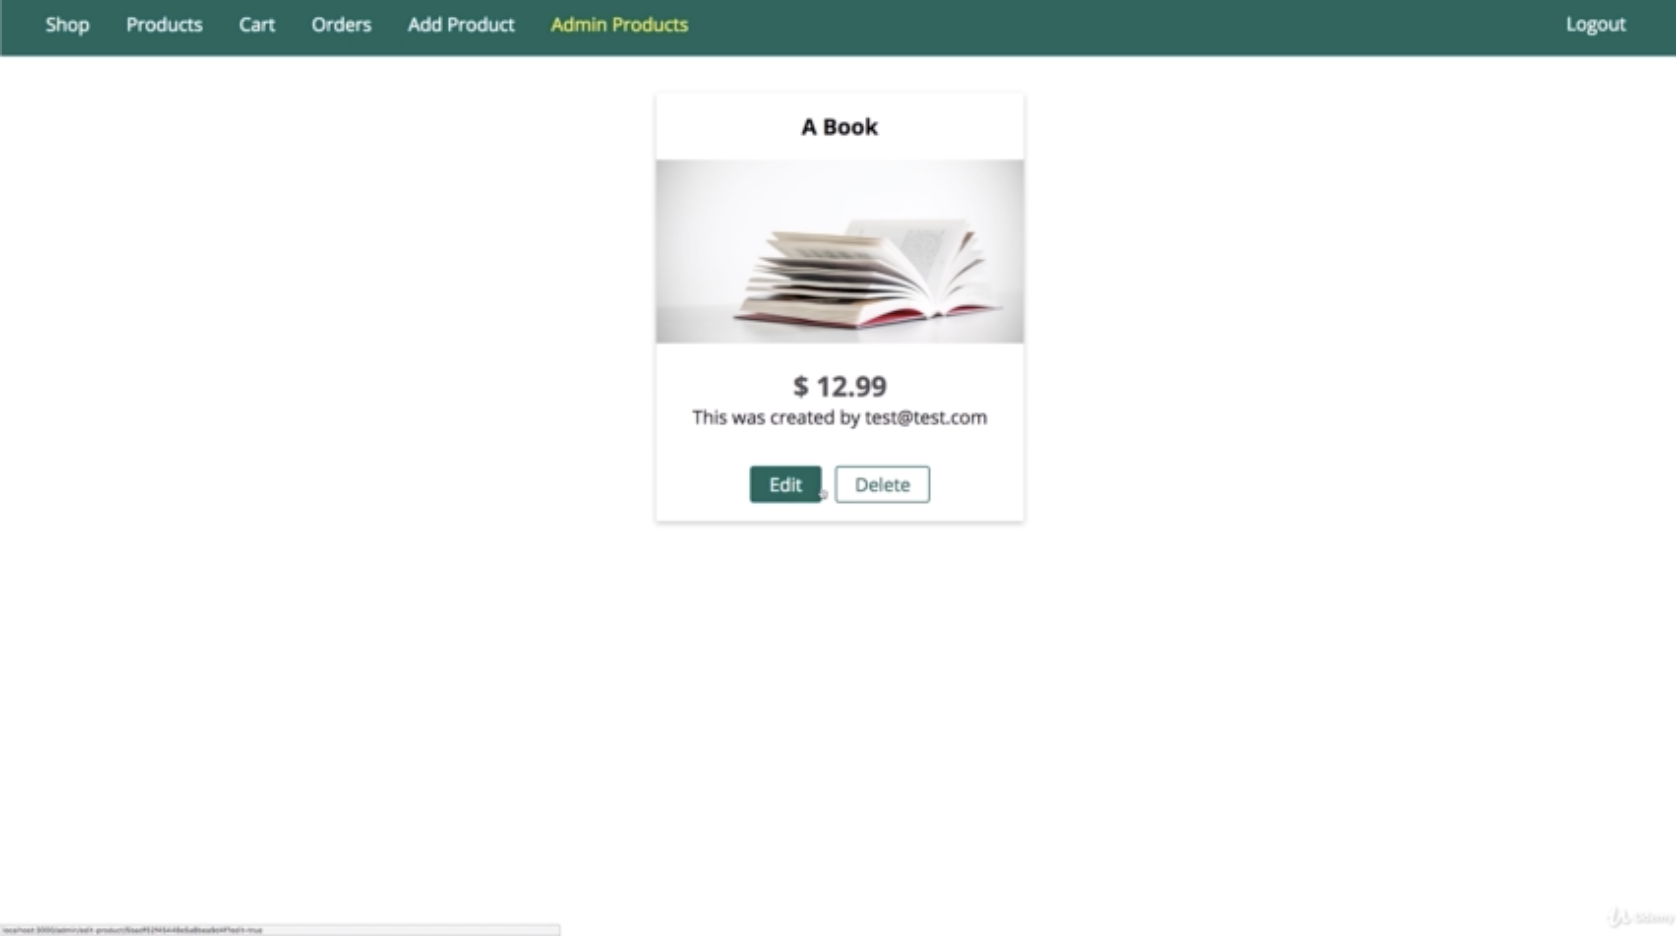 Shop Products Cart Orders Add Product Admin Products Logout
A Book
$ 12.99
This was created by test@test.com
Edit Delete
Udemy